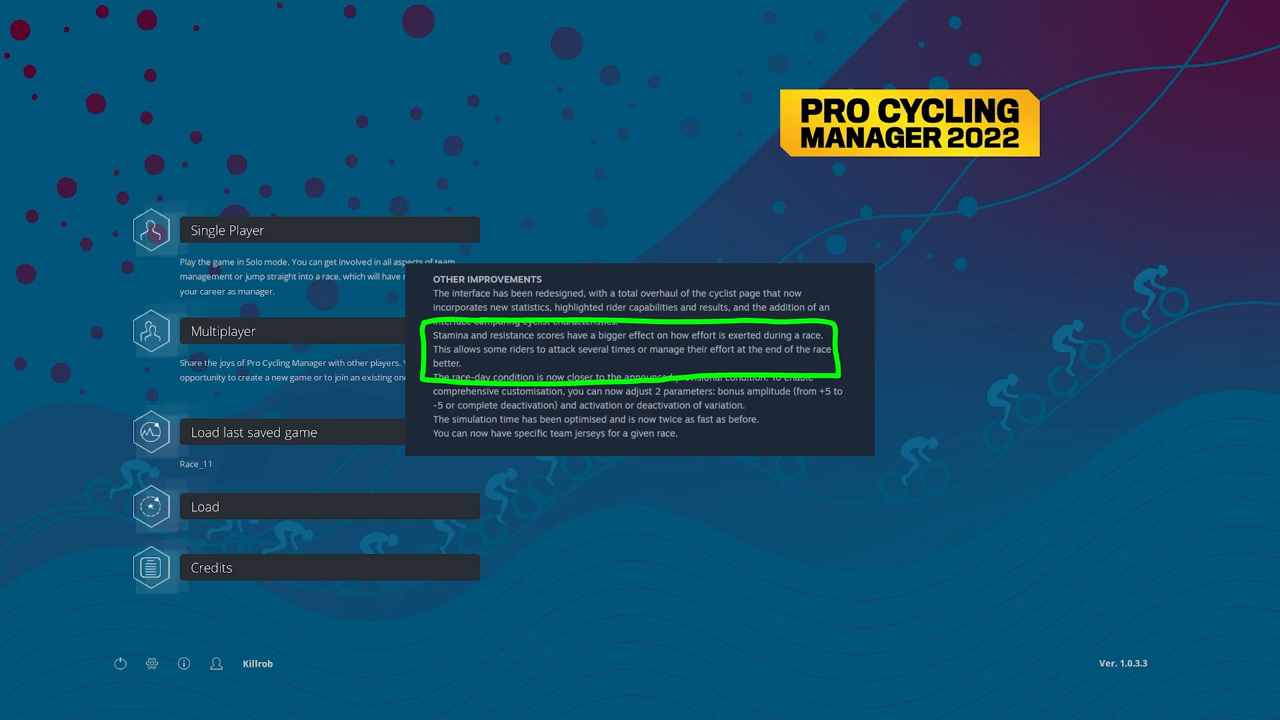 PRO CYCLING
MANAGER 2022
Single Player
Play the game in Solo mode. You can get involved in all aspects of team
management or jump straight into a race, which will have
your career as manager.
Multiplayer
Share the joys of Pro Cycling Manager with other players.
opportunity to create a new game or to join an existing
Load last saved game
Race_11
Load
Credits
OTHER IMPROVEMENTS
The interface has been redesigned, with a total overhaul of the cyclist page that now
incorporates new statistics, highlighted rider capabilities and results, and the addition of an
interface comparing cyclist characteristics.
Stamina and resistance scores have a bigger effect on how effort is exerted during a race.
This allows some riders to attack several times or manage their effort at the end of the race
better.
The race-day condition is now closer to the announced provisional condition. To enable
comprehensive customisation, you can now adjust 2 parameters: bonus amplitude (from +5 to
-5 or complete deactivation) and activation or deactivation of variation.
The simulation time has been optimised and is now twice as fast as before.
You can now have specific team jerseys for a given race.
Killrob
Ver. 1.0.3.3